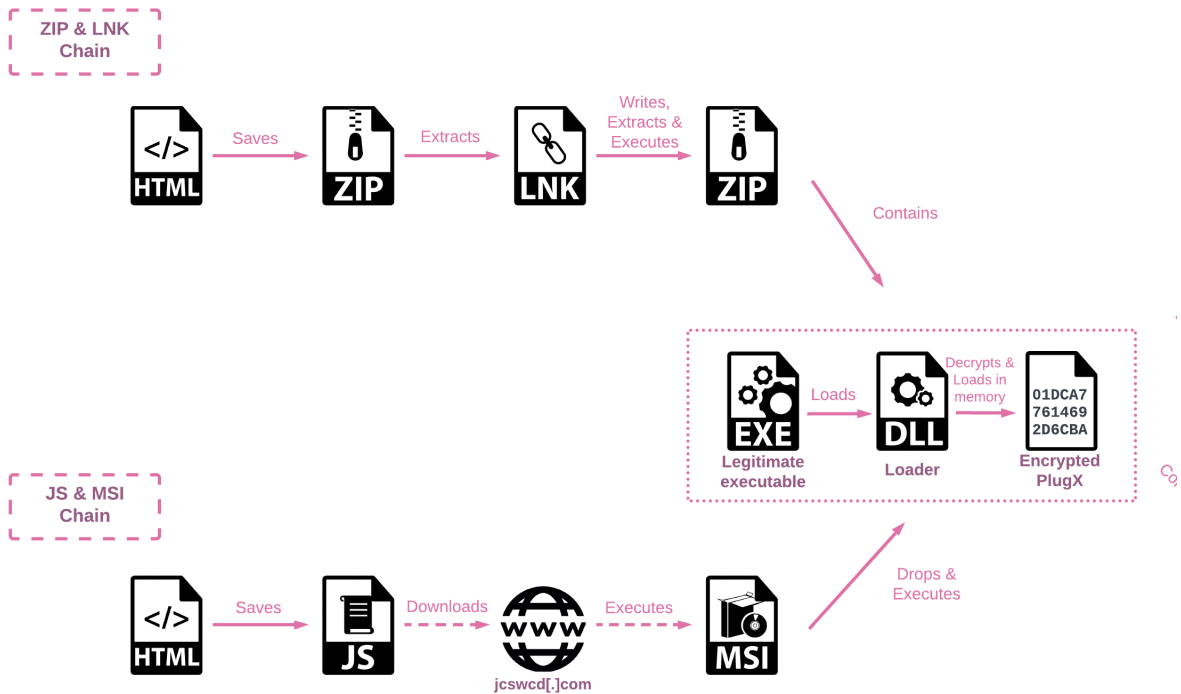 ZIP & LNK
Chain
HTML
Saves
ZIP
Extracts
LNK
Writes,
Extracts &
Executes
ZIP
Contains
EXE
Legitimate
executable
Loads
DLL
Loader
Decrypts &
Loads in
memory
01DCA7
761469
2D6CBA
Encrypted
PlugX
JS & MSI
Chain
HTML
Saves
JS
Downloads
www
jcswcd[.]com
Executes
MSI
Drops &
Executes